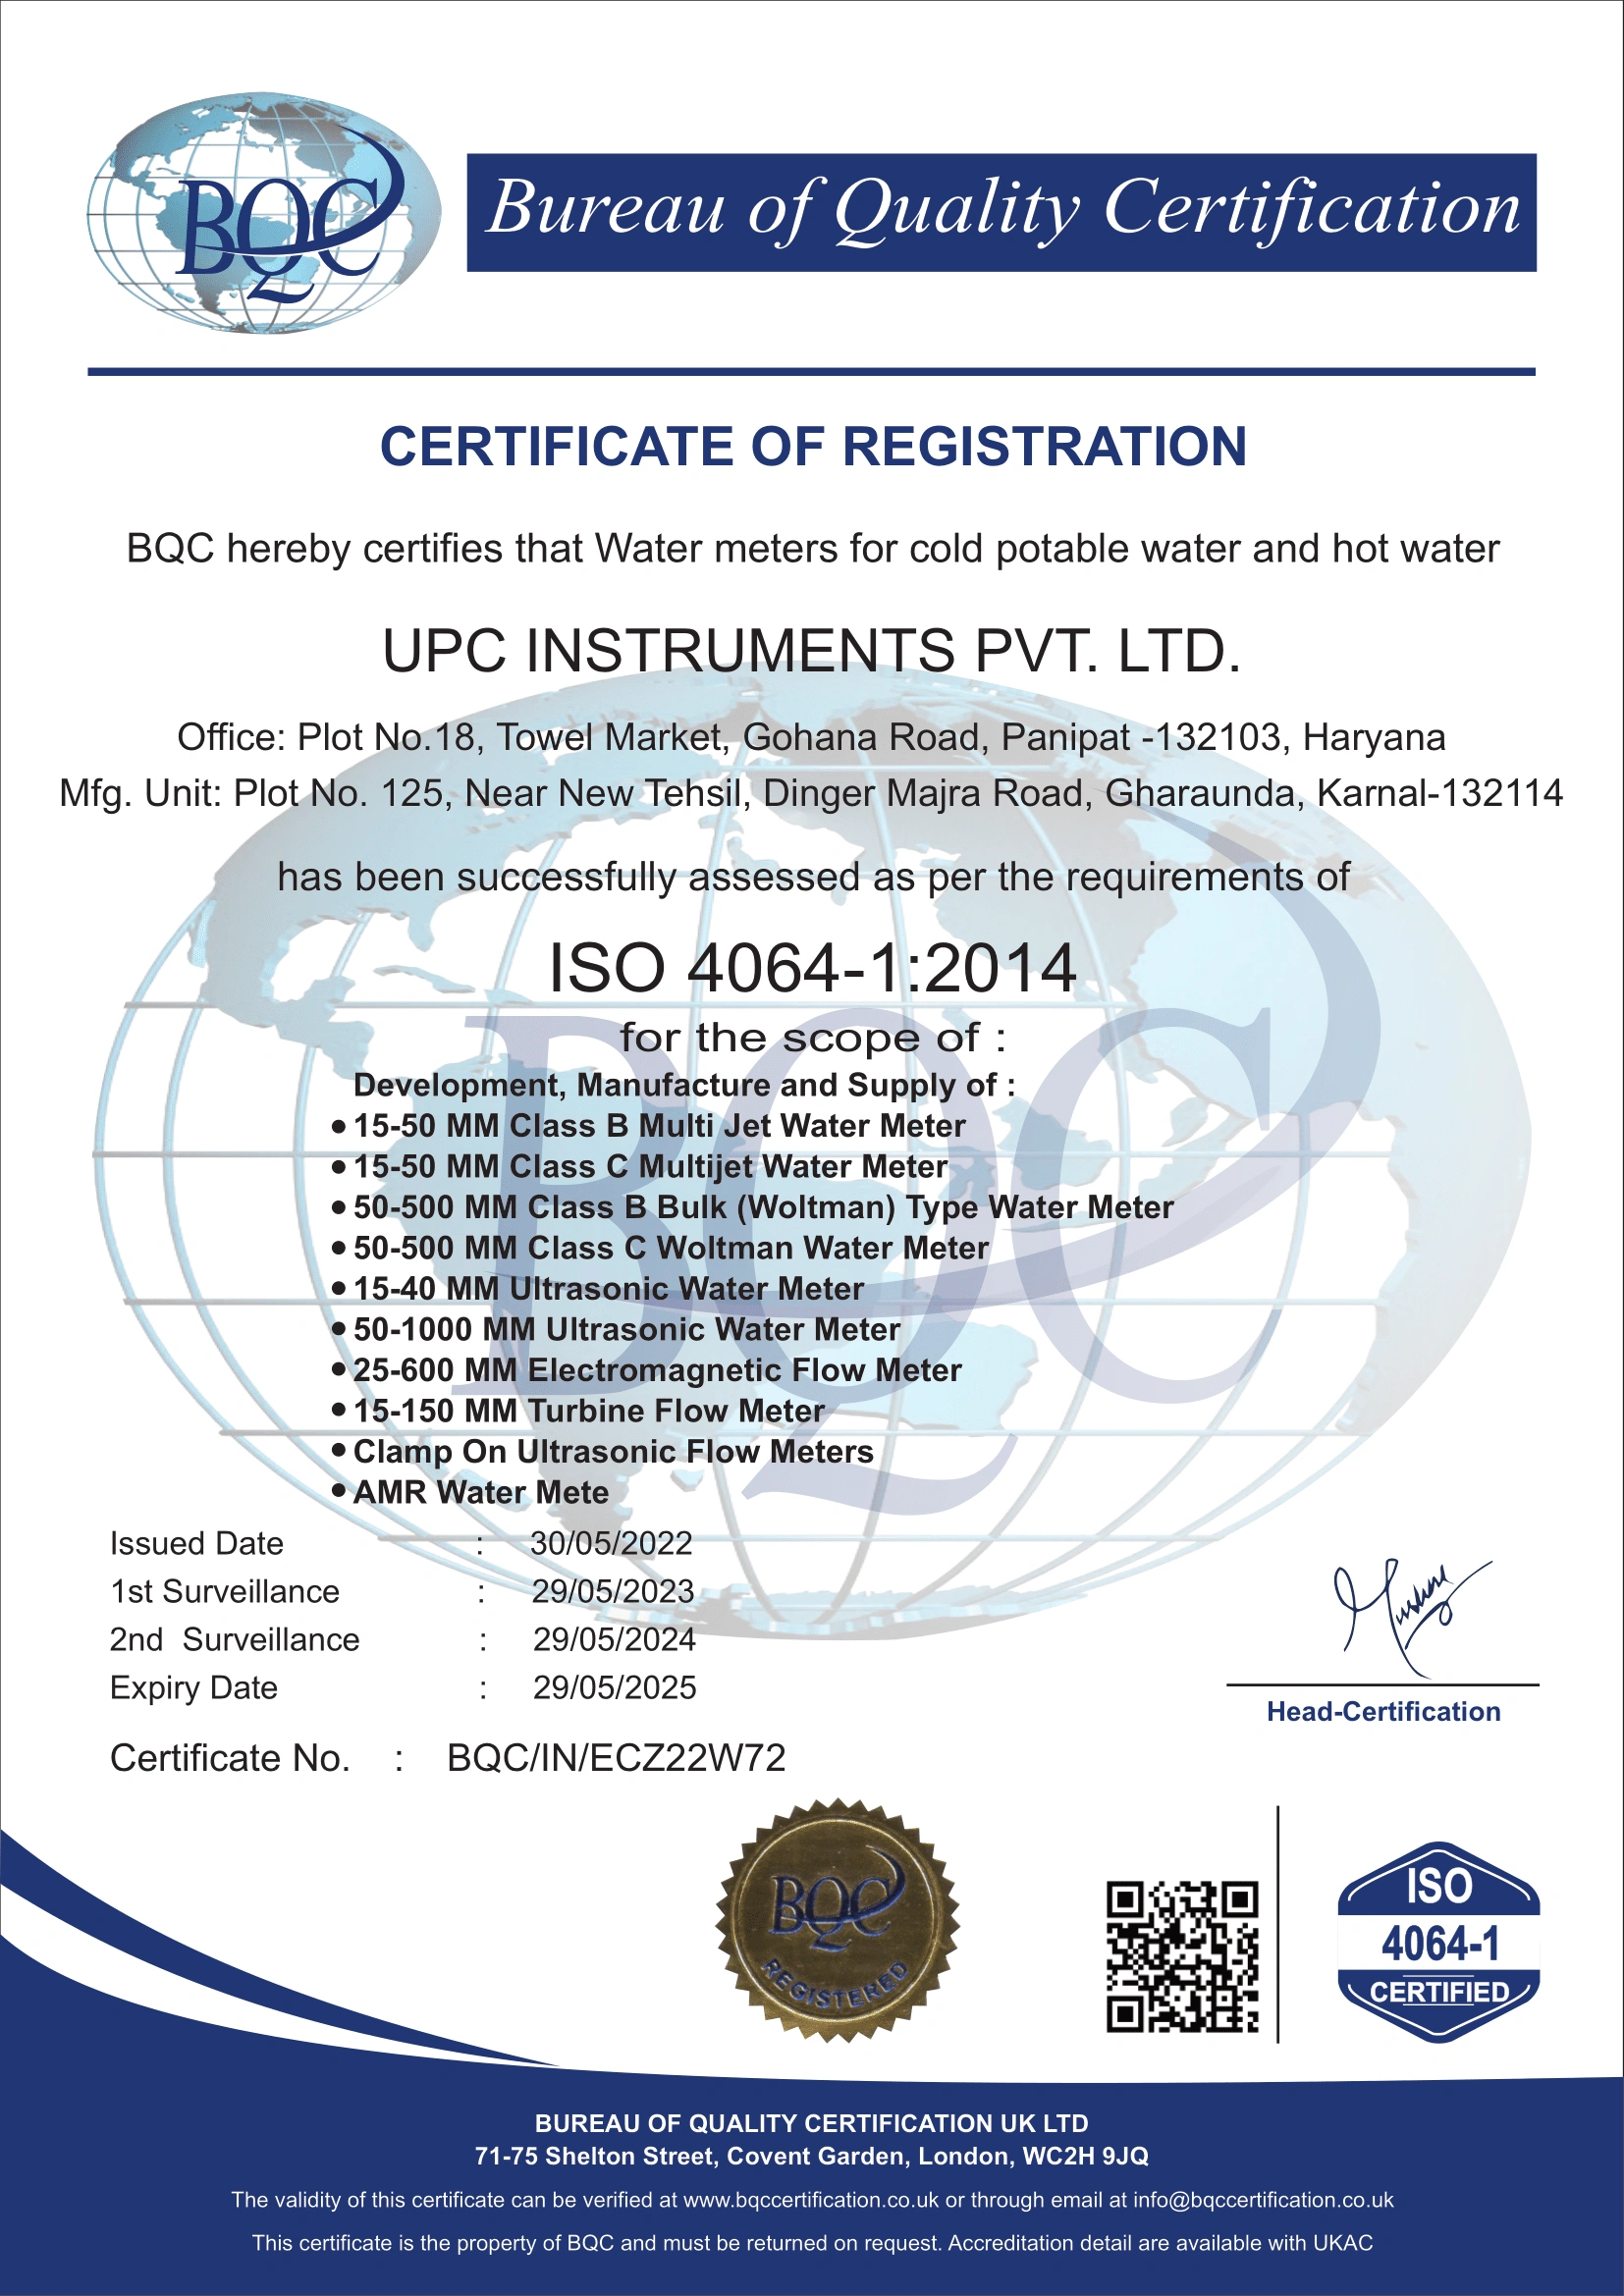 BQC
Bureau of Quality Certification
CERTIFICATE OF REGISTRATION
BQC hereby certifies that Water meters for cold potable water and hot water
UPC INSTRUMENTS PVT. LTD.
Office: Plot No.18, Towel Market, Gohana Road, Panipat -132103, Haryana
Mfg. Unit: Plot No. 125, Near New Tehsil, Dinger Majra Road, Gharaunda, Karnal-132114
has been successfully assessed as per the requirements of
ISO 4064-1:2014
for the scope of :
Development, Manufacture and Supply of :
• 15-50 MM Class B Multi Jet Water Meter
• 15-50 MM Class C Multijet Water Meter
• 50-500 MM Class B Bulk (Woltman) Type Water Meter
• 50-500 MM Class C Woltman Water Meter
• 15-40 MM Ultrasonic Water Meter
• 50-1000 MM Ultrasonic Water Meter
• 25-600 MM Electromagnetic Flow Meter
• 15-150 MM Turbine Flow Meter
• Clamp On Ultrasonic Flow Meters
• AMR Water Mete
BQC
Issued Date : 30/05/2022
1st Surveillance : 29/05/2023
2nd Surveillance : 29/05/2024
Expiry Date : 29/05/2025
Head-Certification
Certificate No. : BQC/IN/ECZ22W72
BQC
REGISTERED
ISO
4064-1
CERTIFIED
BUREAU OF QUALITY CERTIFICATION UK LTD
71-75 Shelton Street, Covent Garden, London, WC2H 9JQ
The validity of this certificate can be verified at www.bqccertification.co.uk or through email at info@bqccertification.co.uk
This certificate is the property of BQC and must be returned on request. Accreditation detail are available with UKAC